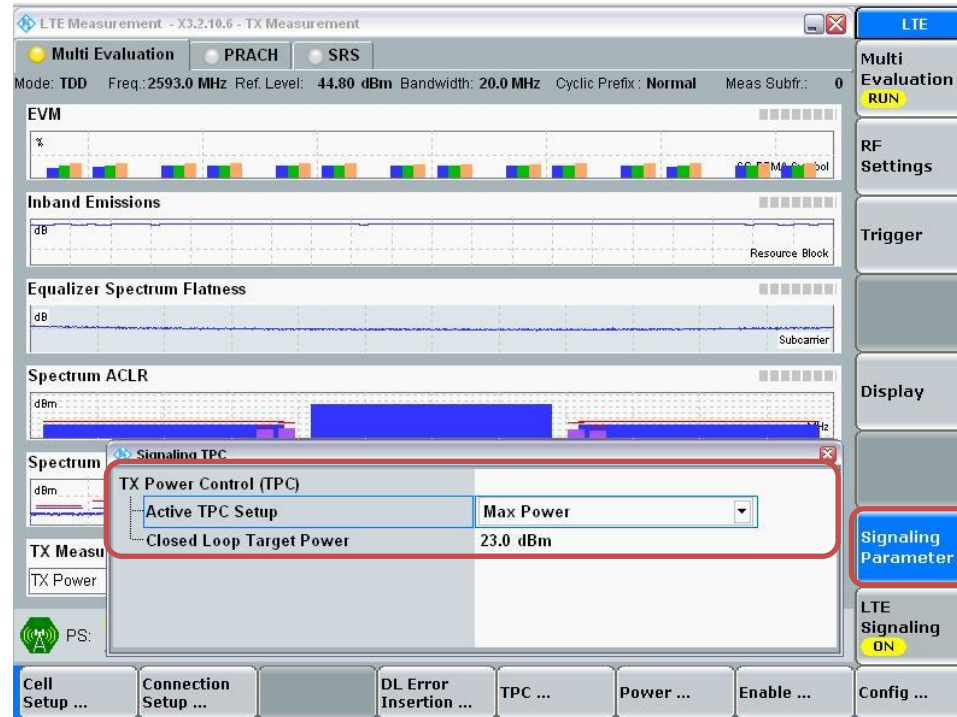 LTE Measurement - X3.2.10.6 - TX Measurement
LTE
Multi Evaluation PRACH SRS
Mode: TDD Freq.: 2593.0 MHz Ref. Level: 44.80 dBm Bandwidth: 20.0 MHz Cyclic Prefix : Normal Meas Subfr.: 0
Multi
Evaluation
RUN
EVM
%
RF
Settings
Inband Emissions
dB
Resource Block
Trigger
Equalizer Spectrum Flatness
dB
Subcarrier
Spectrum ACLR
dBm
Display
Spectrum
dBm
Signaling TPC
TX Power Control (TPC)
Active TPC Setup Max Power
Closed Loop Target Power 23.0 dBm
Signaling
Parameter
TX Measu
TX Power
PS:
LTE
Signaling
ON
Cell
Setup ...
Connection
Setup ...
DL Error
Insertion ...
TPC ...
Power ...
Enable ...
Config ...